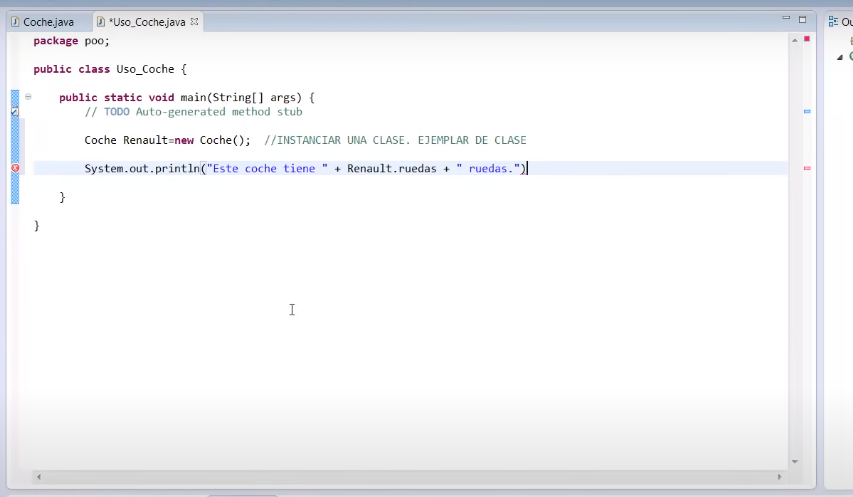 Coche.java
*Uso_Coche.java
Ou
package poo;
public class Uso_Coche {
public static void main(String[] args) {
// TODO Auto-generated method stub
Coche Renault=new Coche();  //INSTANCIAR UNA CLASE. EJEMPLAR DE CLASE
System.out.println("Este coche tiene " + Renault.ruedas + " ruedas.")
}
}